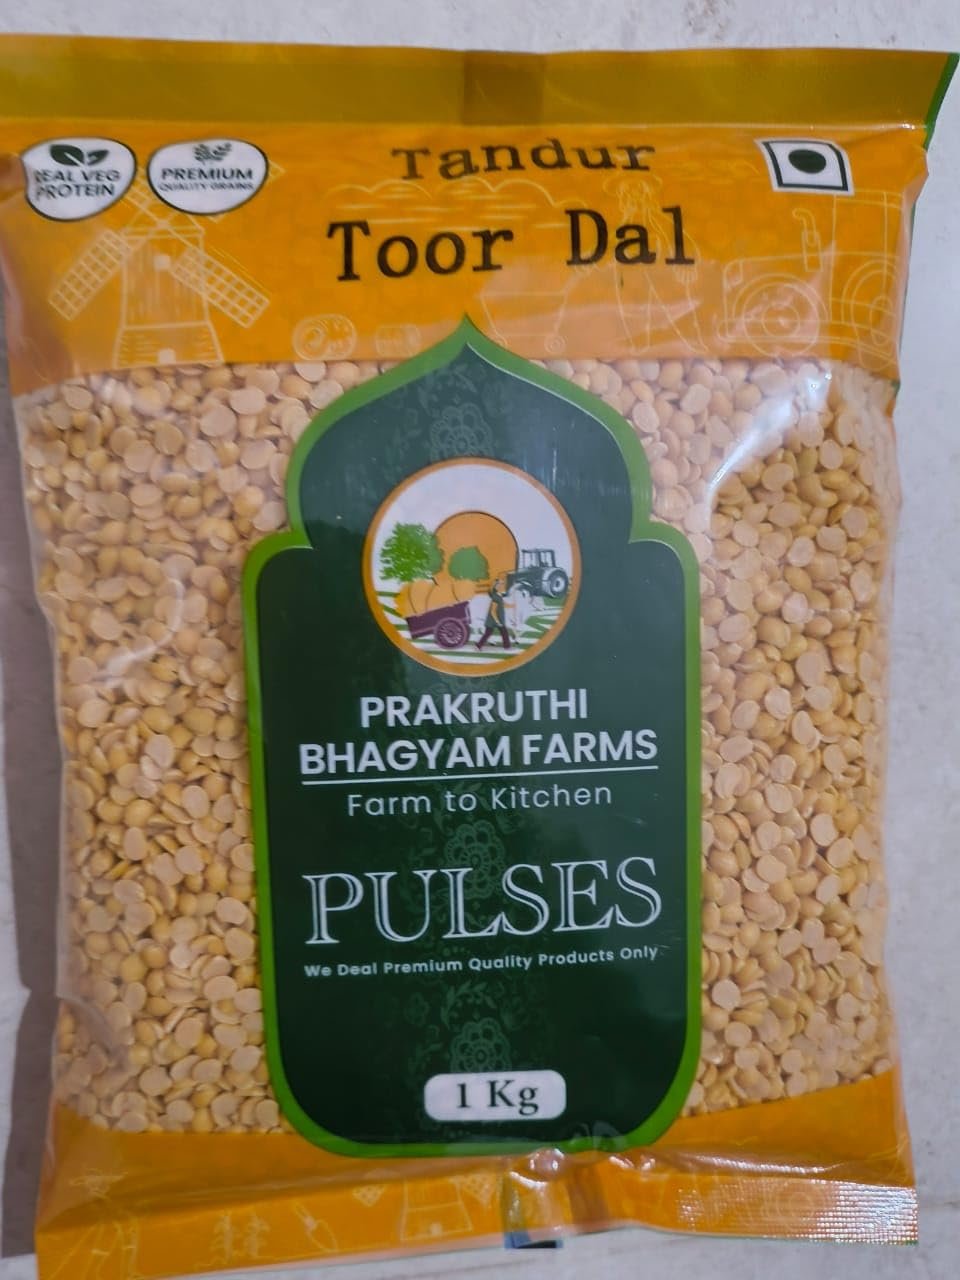 REAL VEG
PROTEIN
PREMIUM
QUALITY GRAINS
Tandur
Toor Dal
PRAKRUTHI
BHAGYAM FARMS
Farm to Kitchen
PULSES
We Deal Premium Quality Products Only
1 Kg